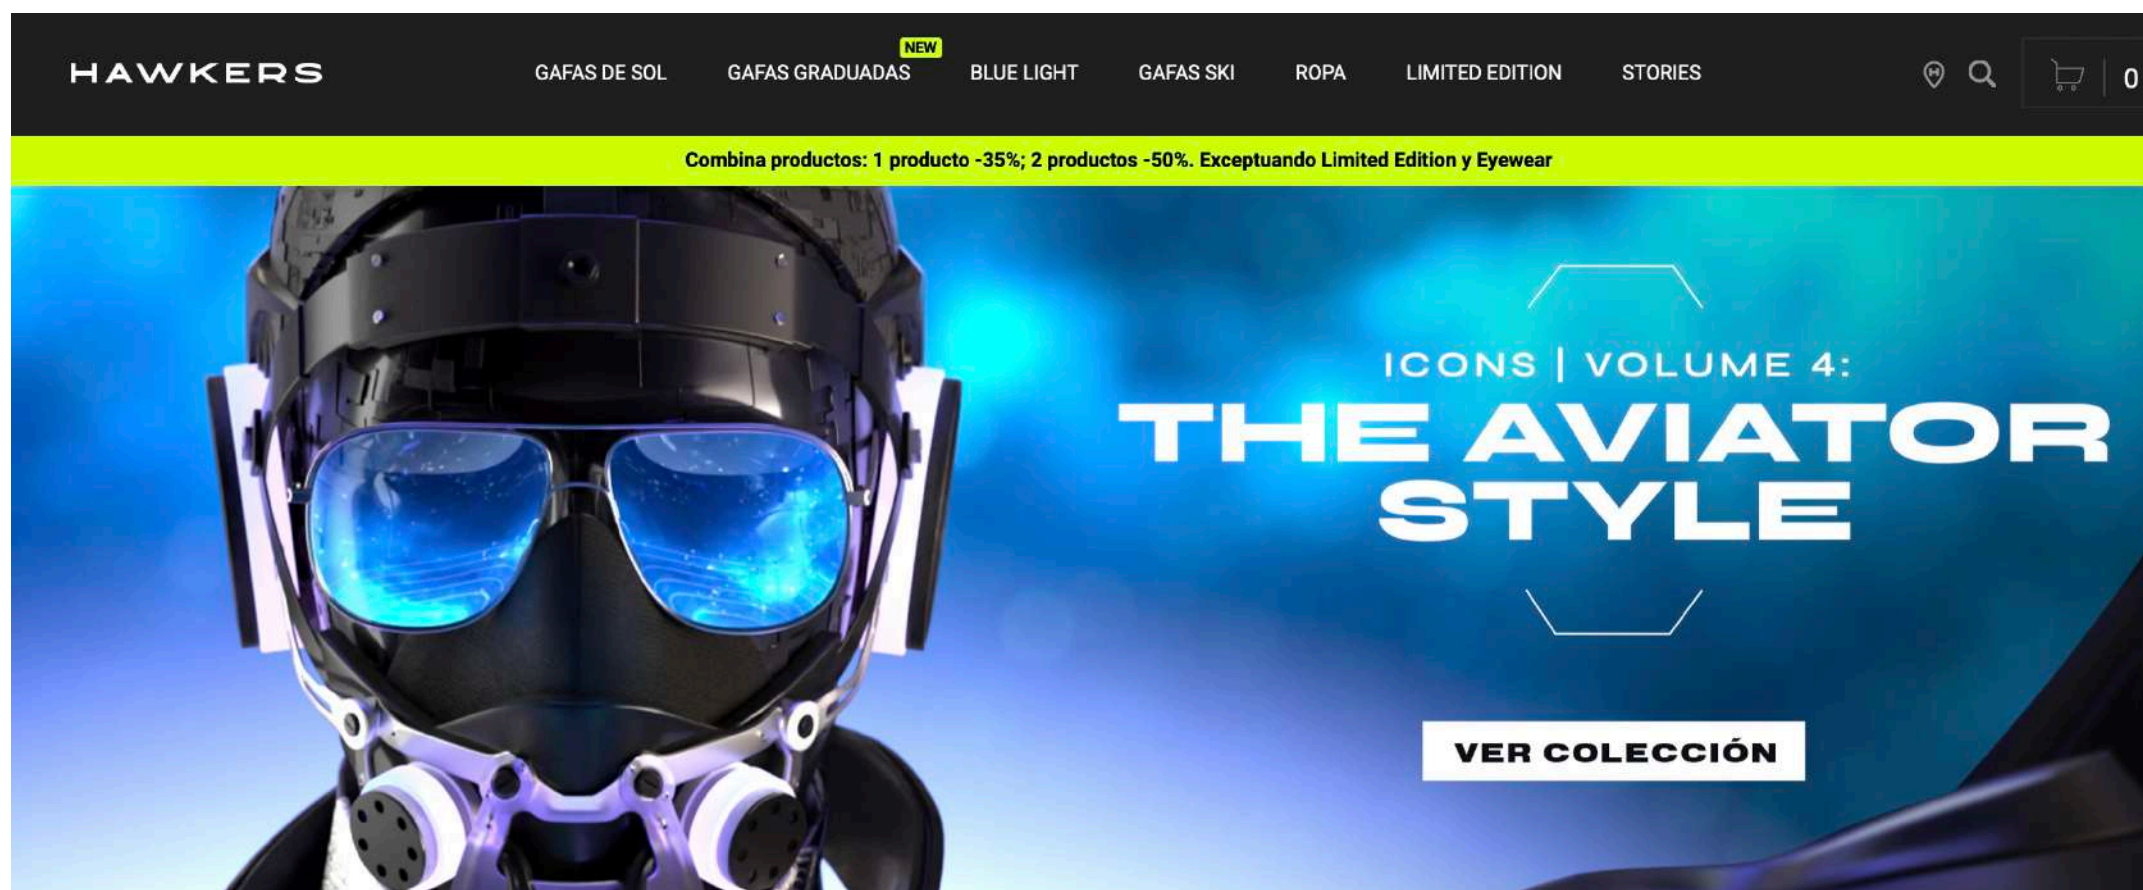 HAWKERS
GAFAS DE SOL
GAFAS GRADUADAS
NEW
BLUE LIGHT
GAFAS SKI
ROPA
LIMITED EDITION
STORIES
H
0
Combina productos: 1 producto -35%; 2 productos -50%. Exceptuando Limited Edition y Eyewear
ICONS | VOLUME 4:
THE AVIATOR
STYLE
VER COLECCIÓN